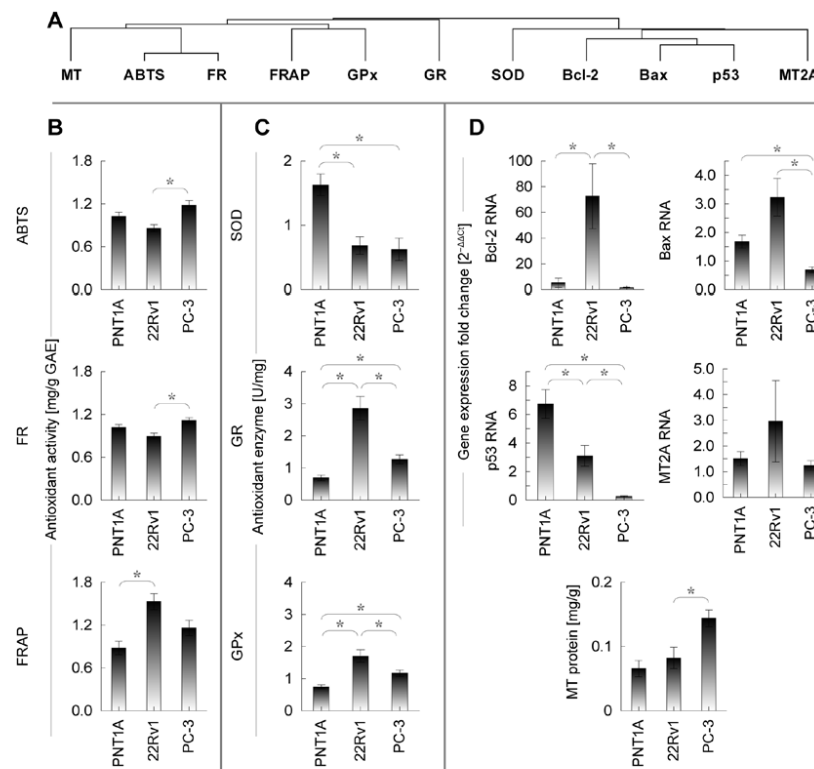 A
MT ABTS FR FRAP GPx GR SOD Bcl-2 Bax p53 MT2A
B
Antioxidant activity [mg/g GAE]
ABTS
1.8
1.2
0.6
0.0
*
PNT1A 22Rv1 PC-3
FR
1.8
1.2
0.6
0.0
*
PNT1A 22Rv1 PC-3
FRAP
1.8
1.2
0.6
0.0
*
PNT1A 22Rv1 PC-3
C
Antioxidant enzyme [U/mg]
SOD
2
1
0
*
*
PNT1A 22Rv1 PC-3
GR
4
3
2
1
0
*
* *
PNT1A 22Rv1 PC-3
GPx
4
3
2
1
0
*
* *
PNT1A 22Rv1 PC-3
D
Gene expression fold change [2⁻ΔΔCt]
Bcl-2 RNA
100
80
60
40
20
0
* *
PNT1A 22Rv1 PC-3
Bax RNA
4.0
3.0
2.0
1.0
0.0
*
*
PNT1A 22Rv1 PC-3
p53 RNA
8
6
4
2
0
*
* *
PNT1A 22Rv1 PC-3
MT2A RNA
5.0
4.0
3.0
2.0
1.0
0.0
PNT1A 22Rv1 PC-3
MT protein [mg/g]
0.2
0.1
0
*
PNT1A 22Rv1 PC-3